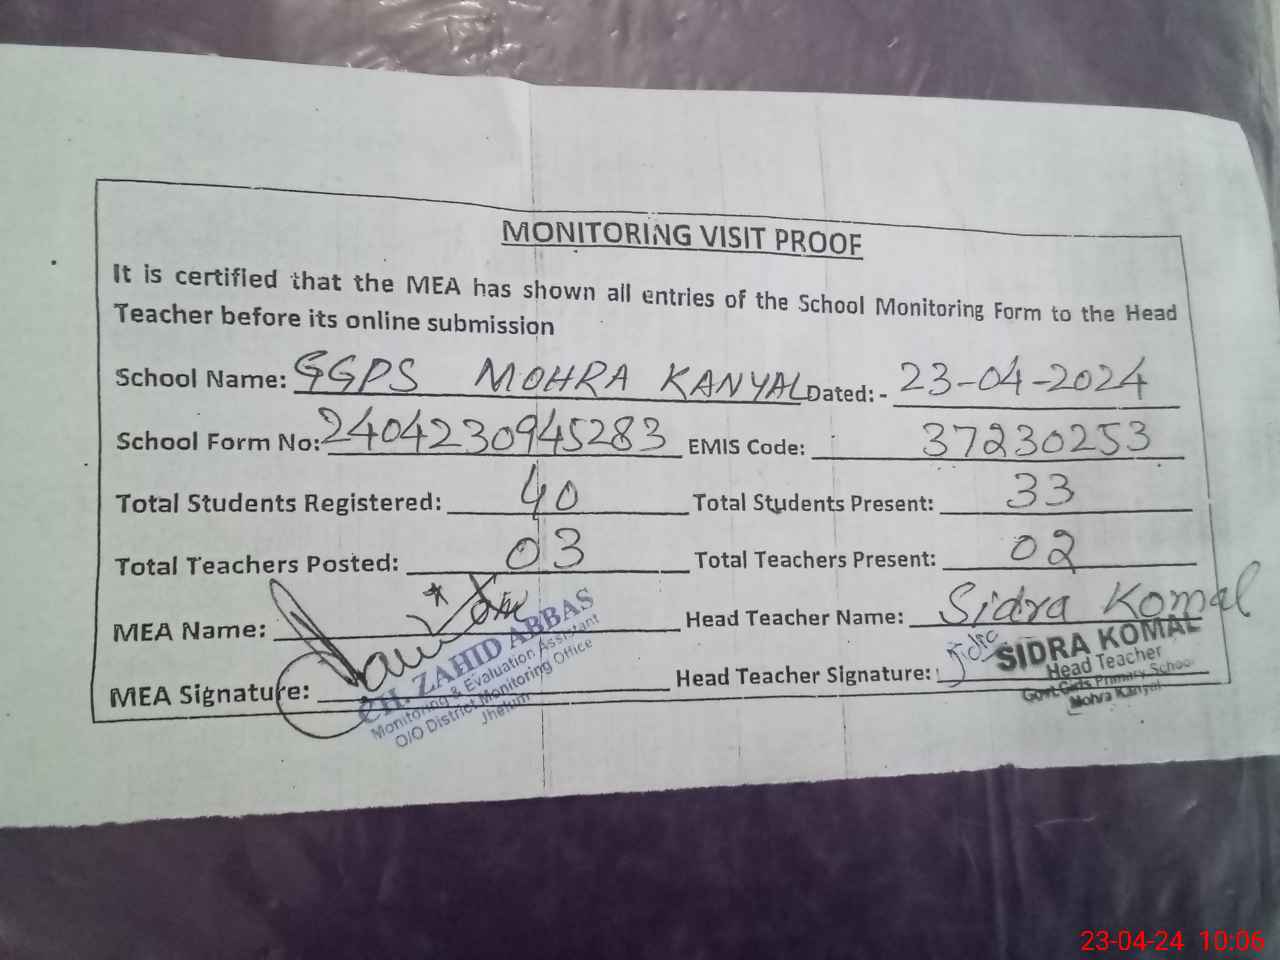 MONITORING VISIT PROOF
It is certified that the MEA has shown all entries of the School Monitoring Form to the Head
Teacher before its online submission
School Name: GGPS MOHRA KANYAL Dated: - 23-04-2024
School Form No: 2404230945283 EMIS Code: 37230253
Total Students Registered: 40 Total Students Present: 33
Total Teachers Posted: 03 Total Teachers Present: 02
MEA Name: Head Teacher Name: Sidra Komal
MEA Signature: Head Teacher Signature:
CH. ZAHID ABBAS
Monitoring & Evaluation Assistant
O/O District Monitoring Office
Jhelum
SIDRA KOMAL
Head Teacher
Govt. Girls Primary School
Mohra Kanyal
23-04-24 10:06